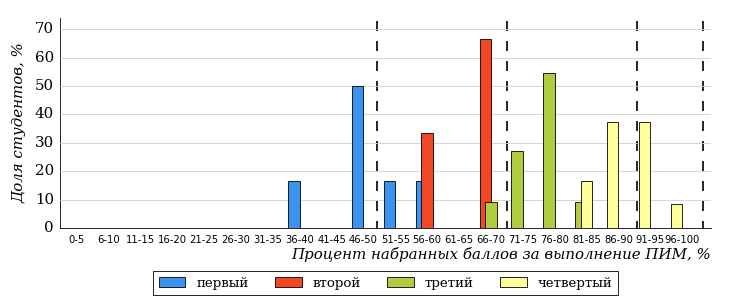 Доля студентов, %
70
60
50
40
30
20
10
0
0-5 6-10 11-15 16-20 21-25 26-30 31-35 36-40 41-45 46-50 51-55 56-60 61-65 66-70 71-75 76-80 81-85 86-90 91-95 96-100
Процент набранных баллов за выполнение ПИМ, %
первый второй третий четвертый